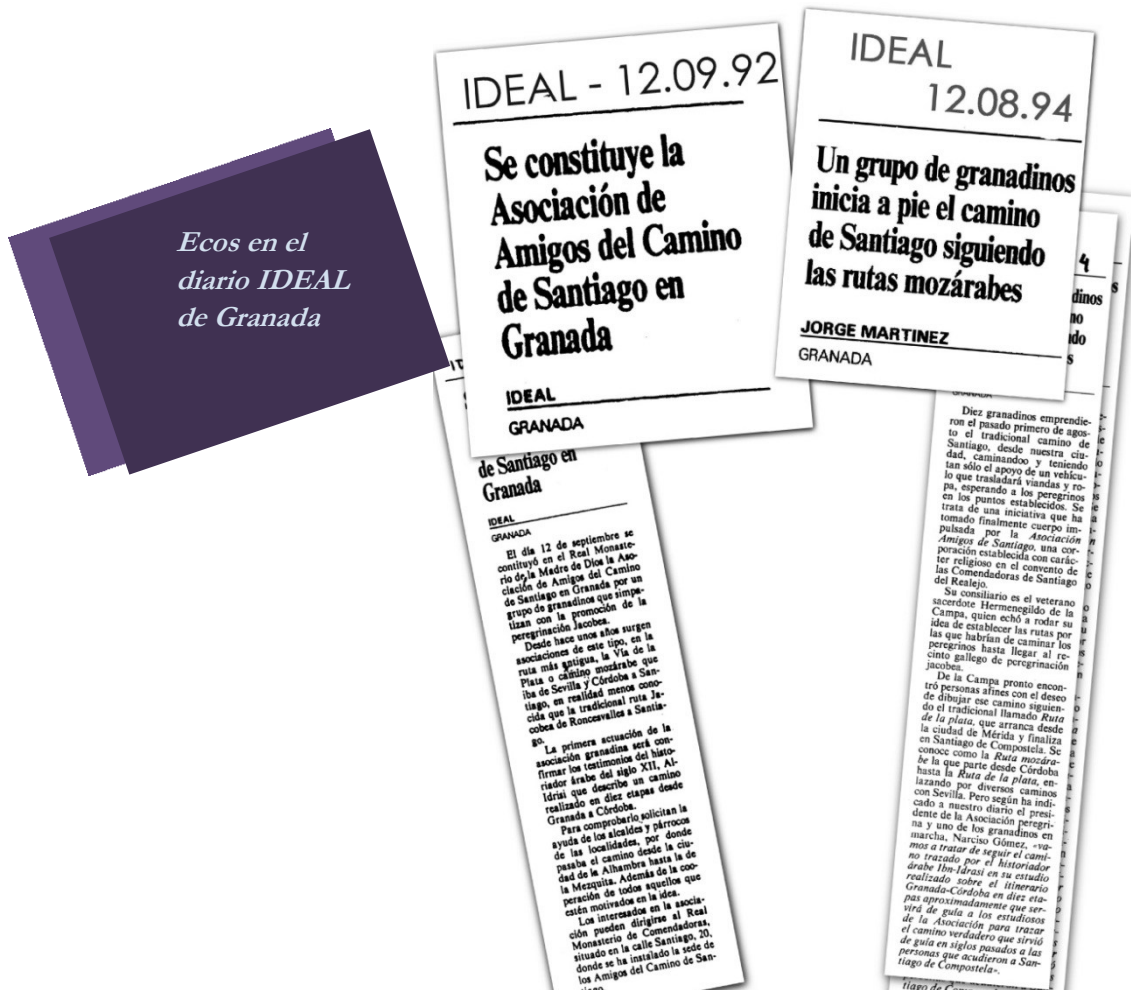 Ecos en el
diario IDEAL
de Granada
IDEAL - 12.09.92
Se constituye la
Asociación de
Amigos del Camino
de Santiago en
Granada
IDEAL
GRANADA
de Santiago en
Granada
IDEAL
GRANADA
El día 12 de septiembre se
contituyó en el Real Monaste-
rio de la Madre de Dios la Aso-
ciación de Amigos del Camino
de Santiago en Granada por un
grupo de granadinos que simpa-
tizan con la promoción de la
peregrinación Jacobea.
Desde hace unos años surgen
asociaciones de este tipo, en la
ruta más antigua, la Vía de la
Plata o camino mozárabe que
iba de Sevilla y Córdoba a San-
tiago, en realidad menos cono-
cida que la tradicional ruta Ja-
cobea de Roncesvalles a Santia-
go.
La primera actuación de la
asociación granadina será con-
firmar los testimonios del histo-
riador árabe del siglo XII, Al-
Idrisi que describe un camino
realizado en diez etapas desde
Granada a Córdoba.
Para comprobarlo solicitan la
ayuda de los alcaldes y párrocos
de las localidades, por donde
pasaba el camino desde la ciu-
dad de la Alhambra hasta la de
la Mezquita. Además de la coo-
peración de todos aquellos que
estén motivados en la idea.
Los interesados en la asocia-
ción pueden dirigirse al Real
Monasterio de Comendadoras,
situado en la calle Santiago, 20,
donde se ha instalado la sede de
los Amigos del Camino de San-
IDEAL
12.08.94
Un grupo de granadinos
inicia a pie el camino
de Santiago siguiendo
las rutas mozárabes
JORGE MARTINEZ
GRANADA
4
dinos
no
do
s
Diez granadinos emprendie-
ron el pasado primero de agos-
to el tradicional camino de
Santiago, desde nuestra ciu-
dad, caminandoo y teniendo
tan sólo el apoyo de un vehícu-
lo que trasladará viandas y ro-
pa, esperando a los peregrinos
en los puntos establecidos. Se
trata de una iniciativa que ha
tomado finalmente cuerpo im-
pulsada por la Asociación
Amigos de Santiago, una cor-
poración establecida con carác-
ter religioso en el convento de
las Comendadoras de Santiago
del Realejo.
Su consiliario es el veterano
sacerdote Hermenegildo de la
Campa, quien echó a rodar su
idea de establecer las rutas por
las que habrían de caminar los
peregrinos hasta llegar al re-
cinto gallego de peregrinación
jacobea.
De la Campa pronto encon-
tró personas afines con el deseo
de dibujar ese camino siguien-
do el tradicional llamado Ruta
de la plata, que arranca desde
la ciudad de Mérida y finaliza
en Santiago de Compostela. Se
conoce como la Ruta mozára-
be la que parte desde Córdoba
hasta la Ruta de la plata, en-
lazando por diversos caminos
con Sevilla. Pero según ha indi-
cado a nuestro diario el presi-
dente de la Asociación peregri-
na y uno de los granadinos en
marcha, Narciso Gómez, «va-
mos a tratar de seguir el cami-
no trazado por el historiador
árabe Ibn-Idrasi en su estudio
realizado sobre el itinerario
Granada-Córdoba en diez eta-
pas aproximadamente que ser-
virá de guía a los estudiosos
de la Asociación para trazar
el camino verdadero que sirvió
de guía en siglos pasados a las
personas que acudieron a San-
tiago de Compostela».